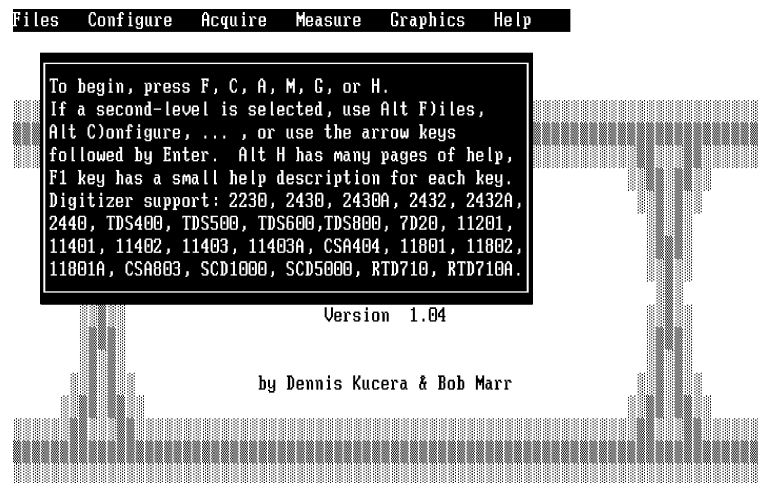 Files Configure Acquire Measure Graphics Help
To begin, press F, C, A, M, G, or H.
If a second-level is selected, use Alt F)iles,
Alt C)onfigure, ... , or use the arrow keys
followed by Enter. Alt H has many pages of help,
F1 key has a small help description for each key.
Digitizer support: 2230, 2430, 2430A, 2432, 2432A,
2440, TDS400, TDS500, TDS600,TDS800, 7D20, 11201,
11401, 11402, 11403, 11403A, CSA404, 11801, 11802,
11801A, CSA803, SCD1000, SCD5000, RTD710, RTD710A.
Version 1.04
by Dennis Kucera & Bob Marr